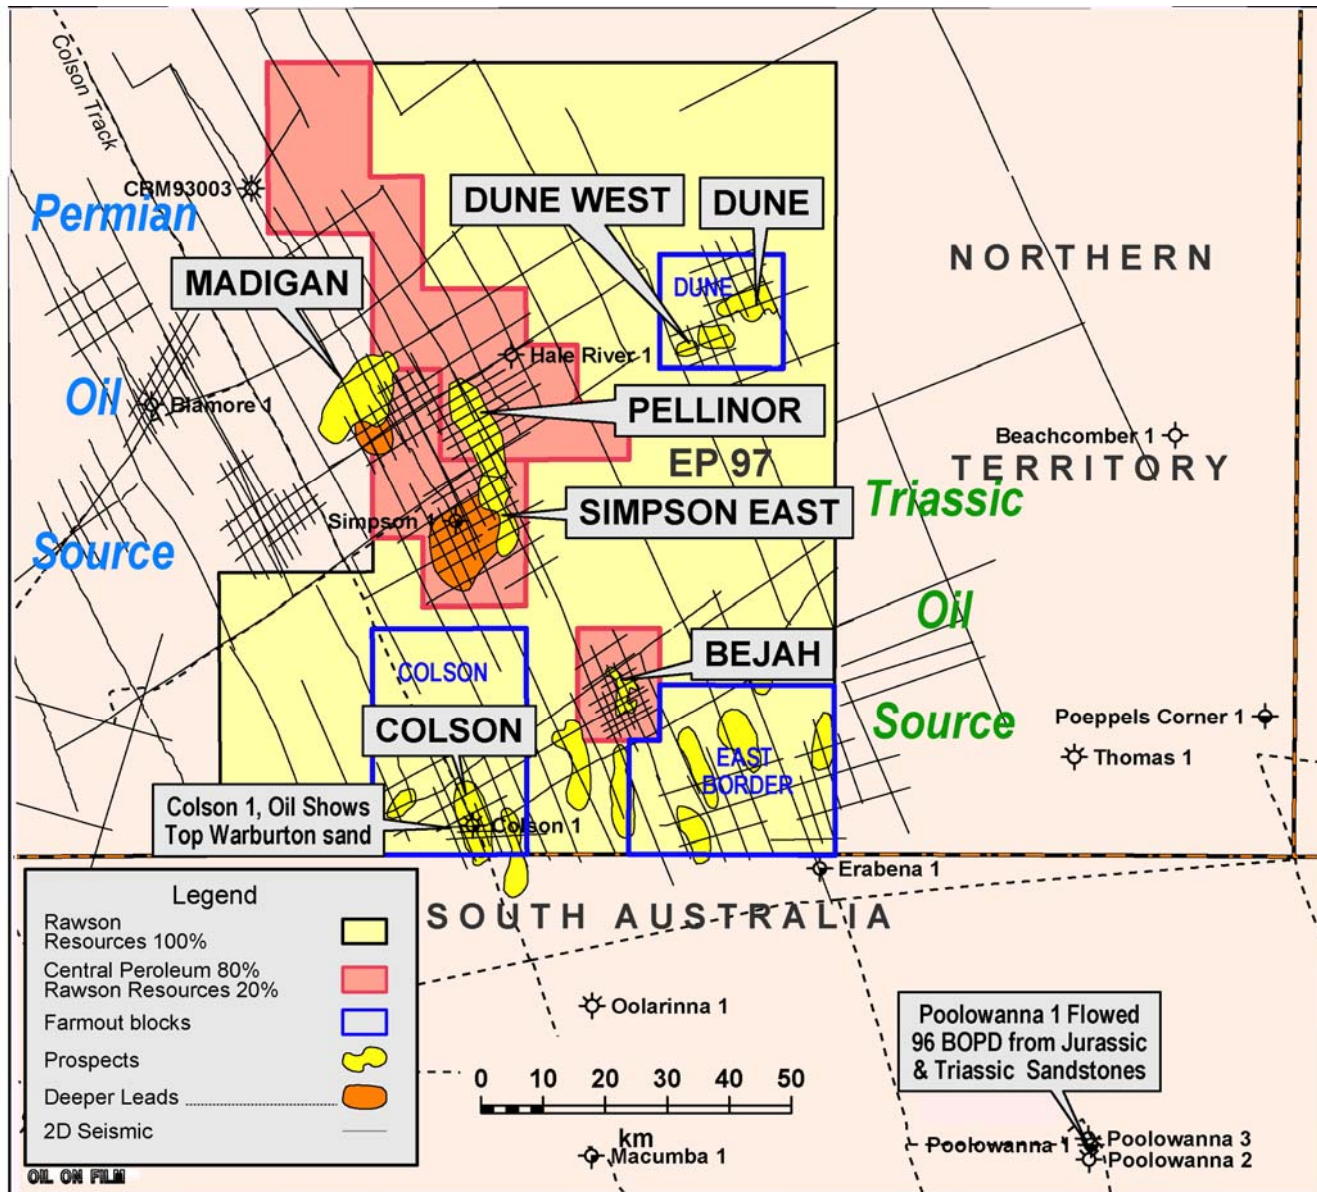 Colson Track
CBM93003
Permian
MADIGAN
DUNE WEST
DUNE
DUNE
NORTHERN
Hale River 1
Oil
Blamore 1
PELLINOR
EP 97
Beachcomber 1
TERRITORY
Triassic
Simpson 1
SIMPSON EAST
Source
Oil
COLSON
BEJAH
Source
COLSON
Poeppels Corner 1
Thomas 1
EAST
BORDER
Colson 1, Oil Shows
Top Warburton sand
Colson 1
Erabena 1
SOUTH AUSTRALIA
Legend
Rawson
Resources 100%
Central Peroleum 80%
Rawson Resources 20%
Farmout blocks
Prospects
Deeper Leads
2D Seismic
OIL ON FILM
Oolarinna 1
0 10 20 30 40 50
km
Macumba 1
Poolowanna 1 Flowed
96 BOPD from Jurassic
& Triassic Sandstones
Poolowanna 1
Poolowanna 3
Poolowanna 2